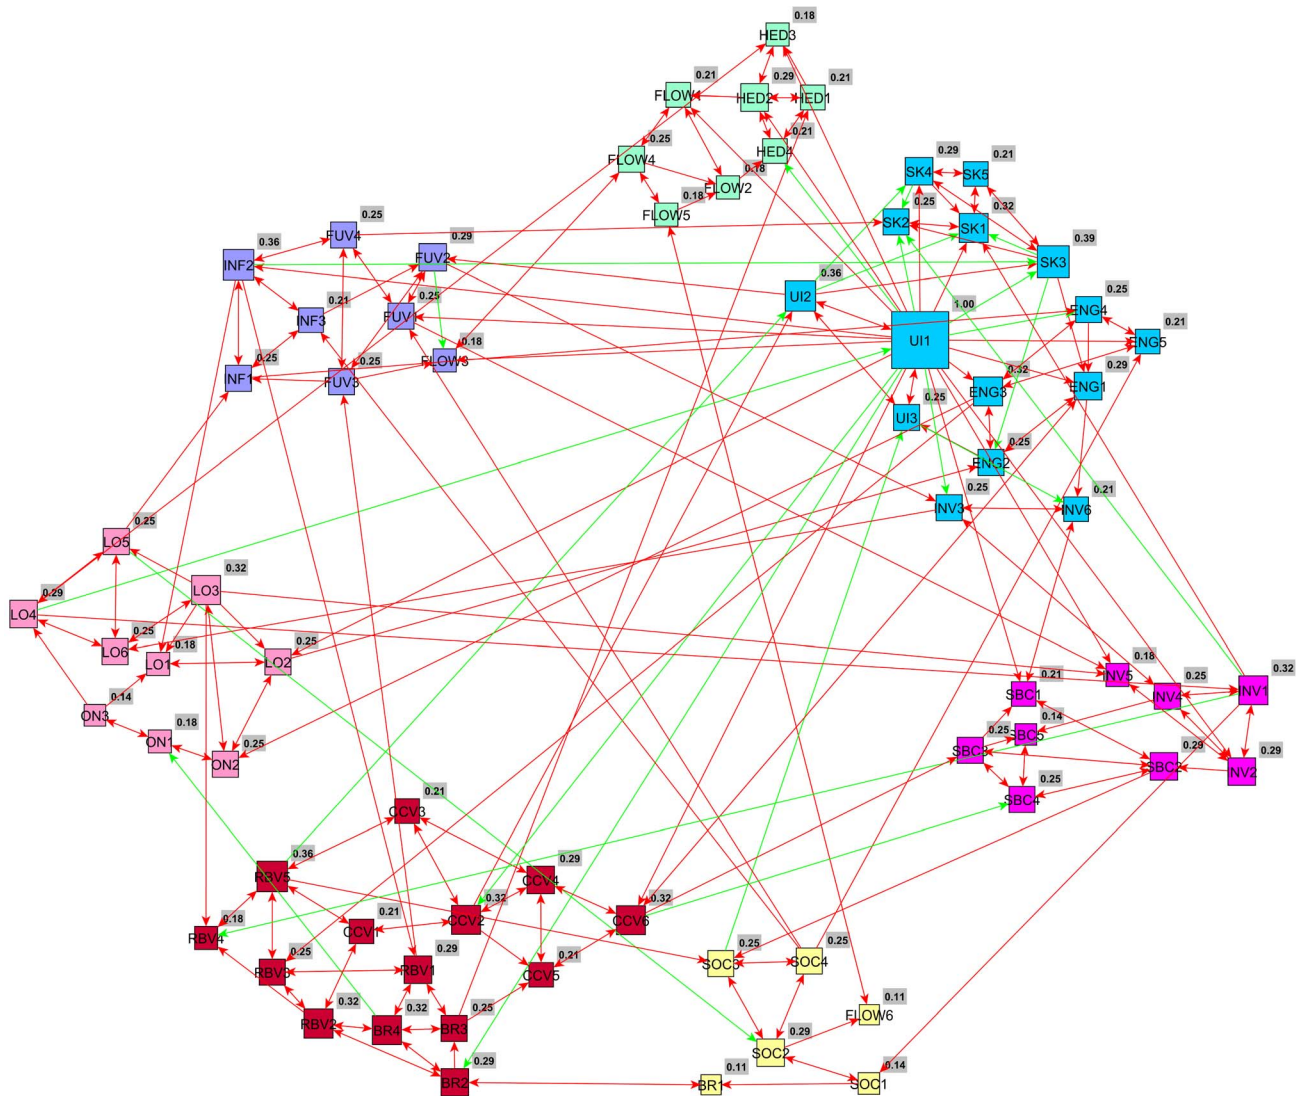 0.18
HED3
0.21
0.29
0.21
FLOW1
HED2
HED1
0.25
0.21
FLOW4
HED4
0.29
0.21
0.18
SK4
SK5
0.18
FLOW2
FLOW5
0.25
0.32
SK2
SK1
0.25
FUV4
0.36
0.29
0.39
INF2
FUV2
SK3
0.36
0.25
UI2
0.25
1.00
0.21
INF3
FUV1
ENG4
0.21
0.18
UI1
ENG5
0.25
0.25
FLOW3
0.29
INF1
FUV3
0.32
ENG3
ENG1
0.25
UI3
0.25
ENG2
0.25
0.21
INV3
INV6
0.25
LO5
0.32
0.29
LO3
LO4
0.25
0.18
0.25
LO6
LO1
LO2
0.18
0.25
0.32
0.21
INV5
INV4
INV1
SBC1
0.14
ON3
0.18
0.14
ON1
0.25
0.25
SBC5
0.29
0.29
SBC3
ON2
SBC2
INV2
0.25
SBC4
0.21
CCV3
0.36
0.29
RBV5
CCV4
0.18
0.21
0.32
0.32
RBV4
CCV1
CCV2
CCV6
0.25
0.29
0.21
0.25
0.25
RBV3
RBV1
CCV5
SOC3
SOC4
0.32
0.32
0.25
0.11
RBV2
BR4
BR3
FLOW6
0.29
0.29
SOC2
0.11
0.14
BR2
BR1
SOC1